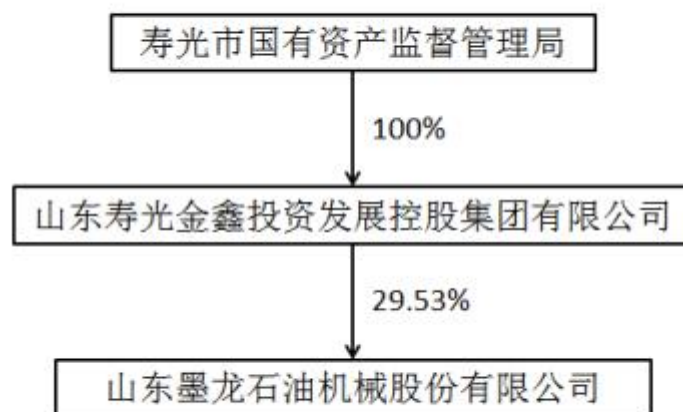 寿光市国有资产监督管理局
100%
山东寿光金鑫投资发展控股集团有限公司
29.53%
山东墨龙石油机械股份有限公司